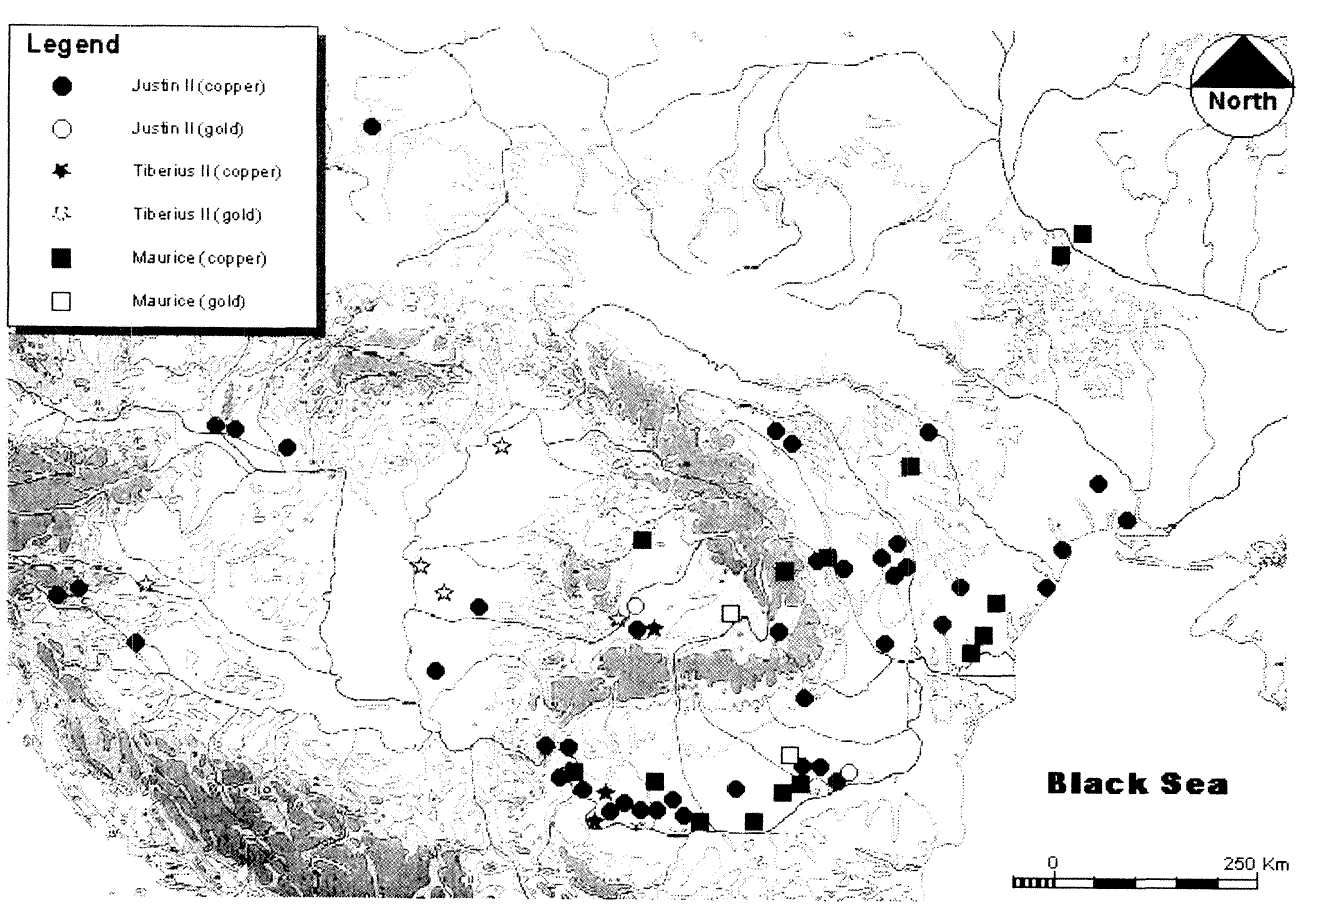 Legend
Justin II (copper)
Justin II (gold)
Tiberius II (copper)
Tiberius II (gold)
Maurice (copper)
Maurice (gold)
North
Black Sea
0 250 Km